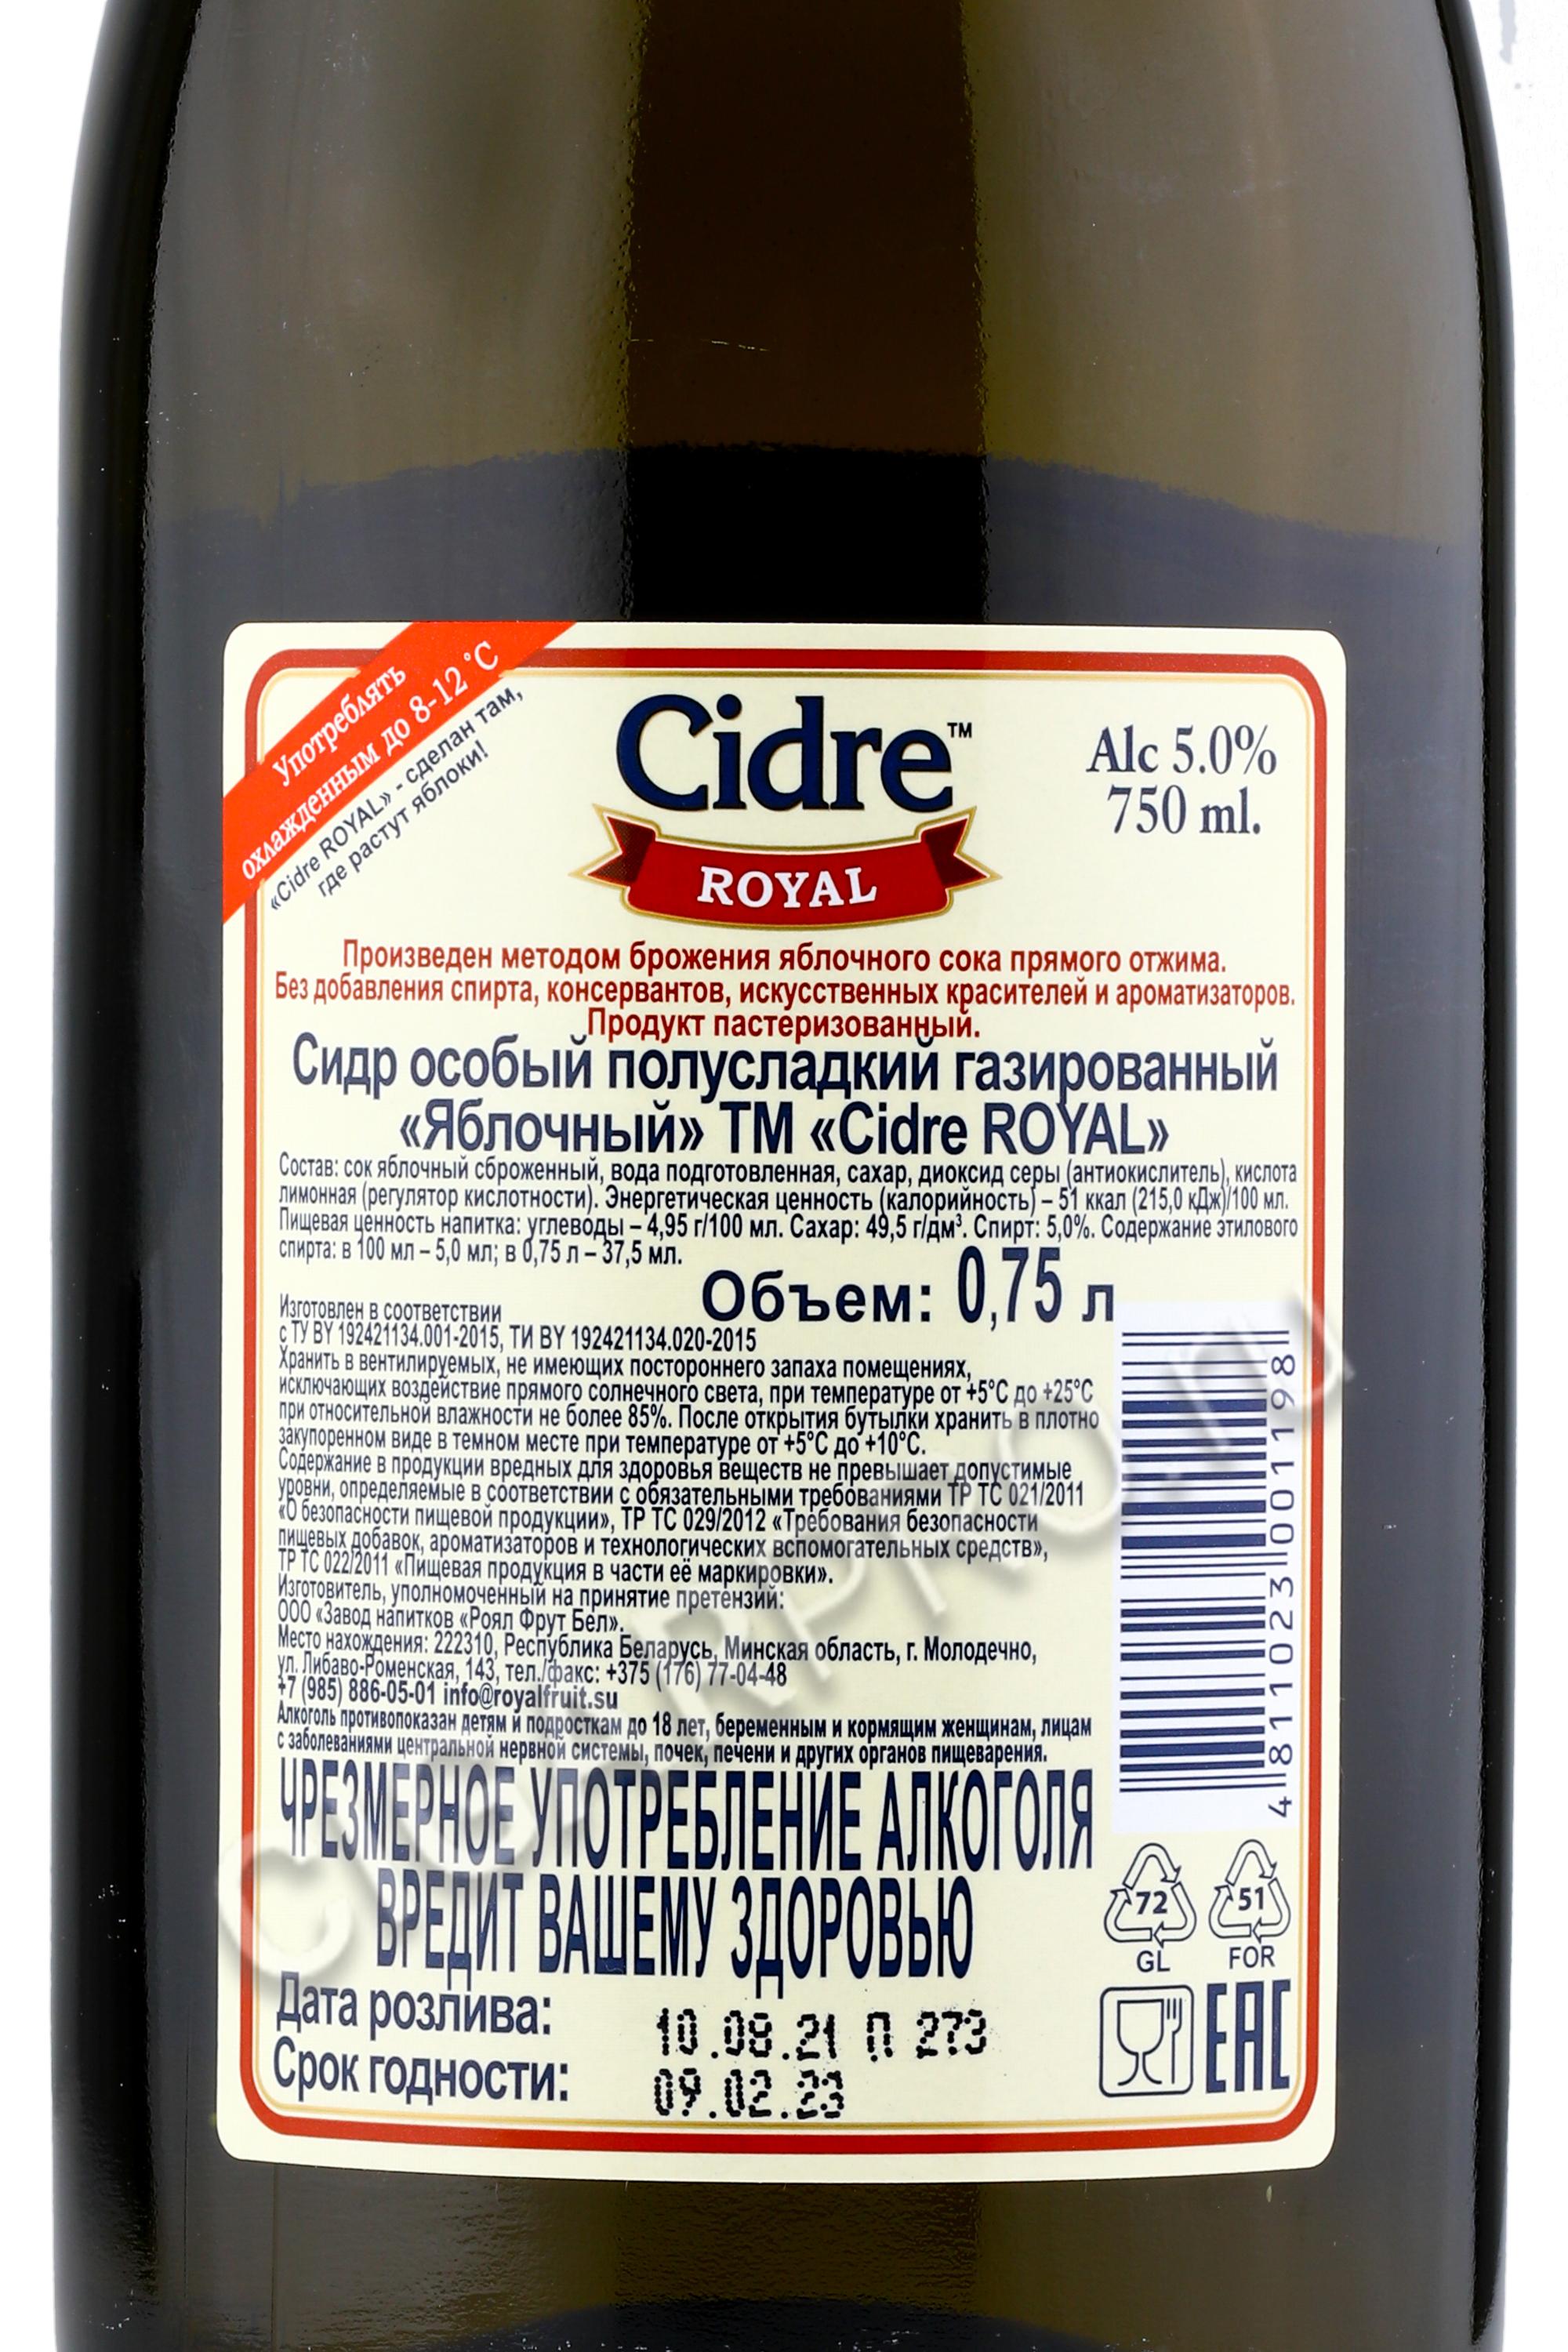 Употреблять
охлажденным до 8-12°C
«Cidre ROYAL» - сделан там,
где растут яблоки!
Cidre™
ROYAL
Alc 5.0%
750 ml.
Произведен методом брожения яблочного сока прямого отжима.
Без добавления спирта, консервантов, искусственных красителей и ароматизаторов.
Продукт пастеризованный.
Сидр особый полусладкий газированный
«Яблочный» ТМ «Cidre ROYAL»
Состав: сок яблочный сброженный, вода подготовленная, сахар, диоксид серы (антиокислитель), кислота
лимонная (регулятор кислотности). Энергетическая ценность (калорийность) – 51 ккал (215,0 кДж)/100 мл.
Пищевая ценность напитка: углеводы – 4,95 г/100 мл. Сахар: 49,5 г/дм³. Спирт: 5,0%. Содержание этилового
спирта: в 100 мл – 5,0 мл; в 0,75 л – 37,5 мл.
Объем: 0,75 л
Изготовлен в соответствии
с ТУ BY 192421134.001-2015, ТИ BY 192421134.020-2015
Хранить в вентилируемых, не имеющих постороннего запаха помещениях,
исключающих воздействие прямого солнечного света, при температуре от +5°С до +25°С
при относительной влажности не более 85%. После открытия бутылки хранить в плотно
закупоренном виде в темном месте при температуре от +5°С до +10°С.
Содержание в продукции вредных для здоровья веществ не превышает допустимые
уровни, определяемые в соответствии с обязательными требованиями ТР ТС 021/2011
«О безопасности пищевой продукции», ТР ТС 029/2012 «Требования безопасности
пищевых добавок, ароматизаторов и технологических вспомогательных средств»,
ТР ТС 022/2011 «Пищевая продукция в части её маркировки».
Изготовитель, уполномоченный на принятие претензий:
ООО «Завод напитков «Роял Фрут Бел».
Место нахождения: 222310, Республика Беларусь, Минская область, г. Молодечно,
ул. Либаво-Роменская, 143, тел./факс: +375 (176) 77-04-48
+7 (985) 886-05-01 info@royalfruit.su
Алкоголь противопоказан детям и подросткам до 18 лет, беременным и кормящим женщинам, лицам
с заболеваниями центральной нервной системы, почек, печени и других органов пищеварения.
ЧРЕЗМЕРНОЕ УПОТРЕБЛЕНИЕ АЛКОГОЛЯ
ВРЕДИТ ВАШЕМУ ЗДОРОВЬЮ
Дата розлива: 10.08.21 П 273
Срок годности: 09.02.23
4 811023 001198
72
GL
51
FOR
EAC
CIGARPRO.ru